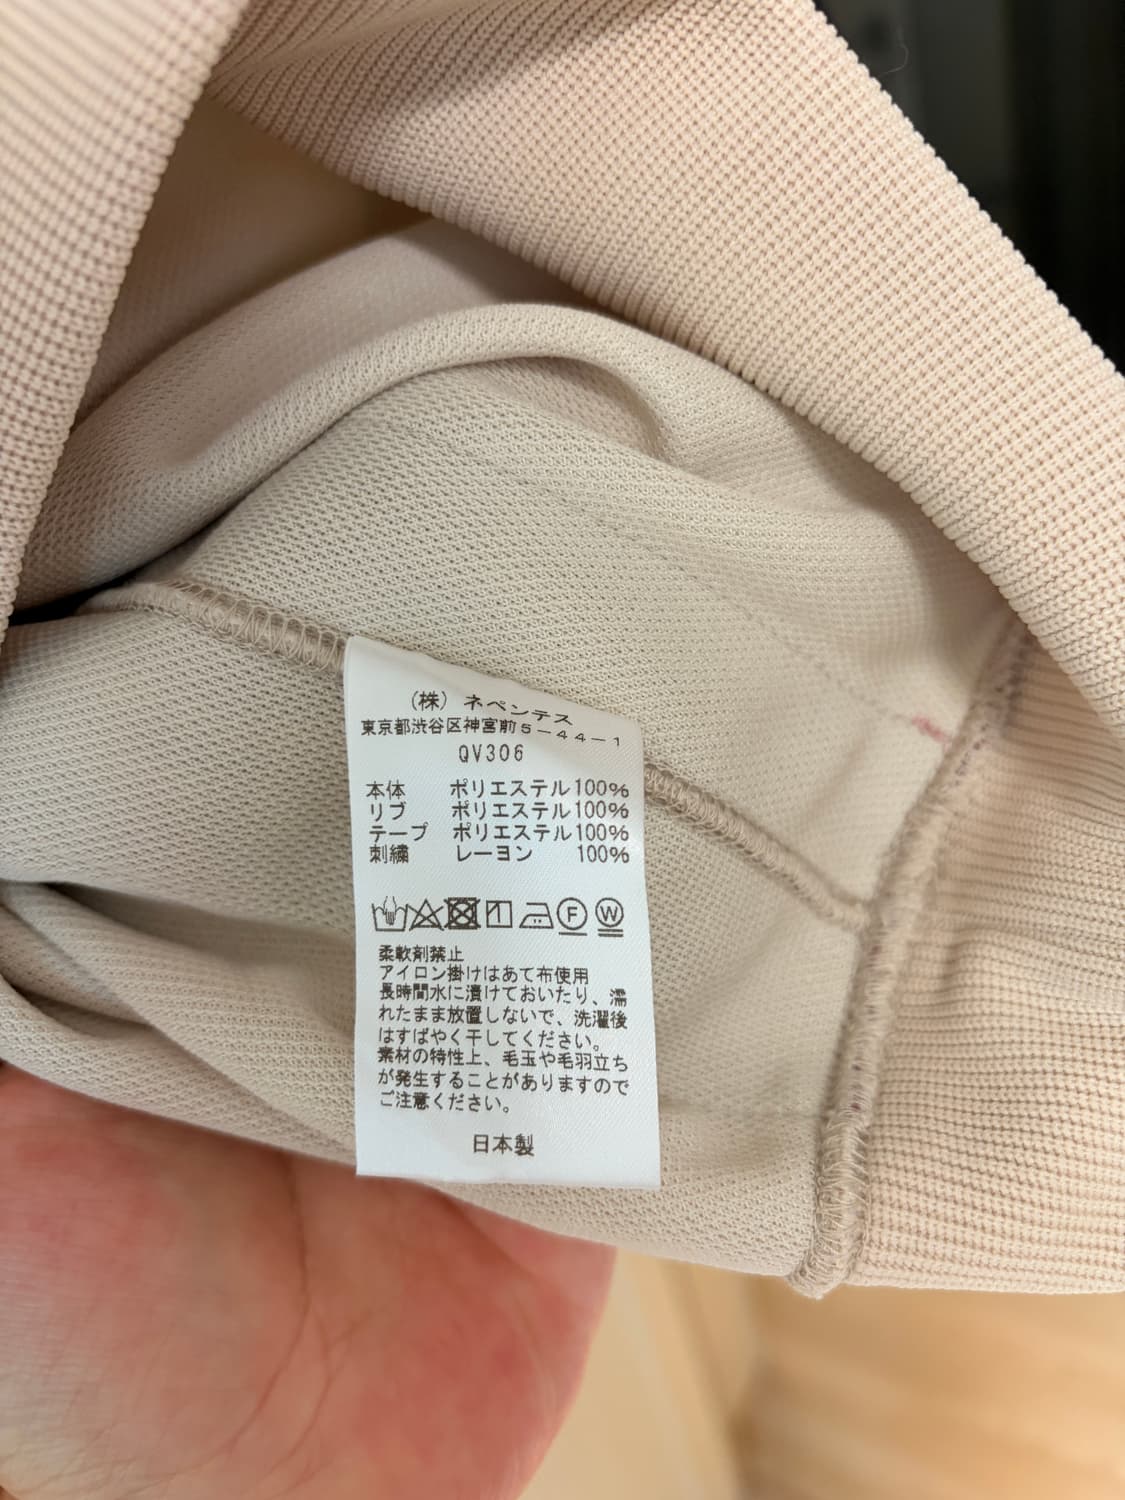 (株) ネペンテス
東京都渋谷区神宮前5-44-1
QV306
本体 ポリエステル100%
リブ ポリエステル100%
テープ ポリエステル100%
刺繍 レーヨン 100%
F W
柔軟剤禁止
アイロン掛けはあて布使用
長時間水に漬けておいたり、濡
れたまま放置しないで、洗濯後
はすばやく干してください。
素材の特性上、毛玉や毛羽立ち
が発生することがありますので
ご注意ください。
日本製